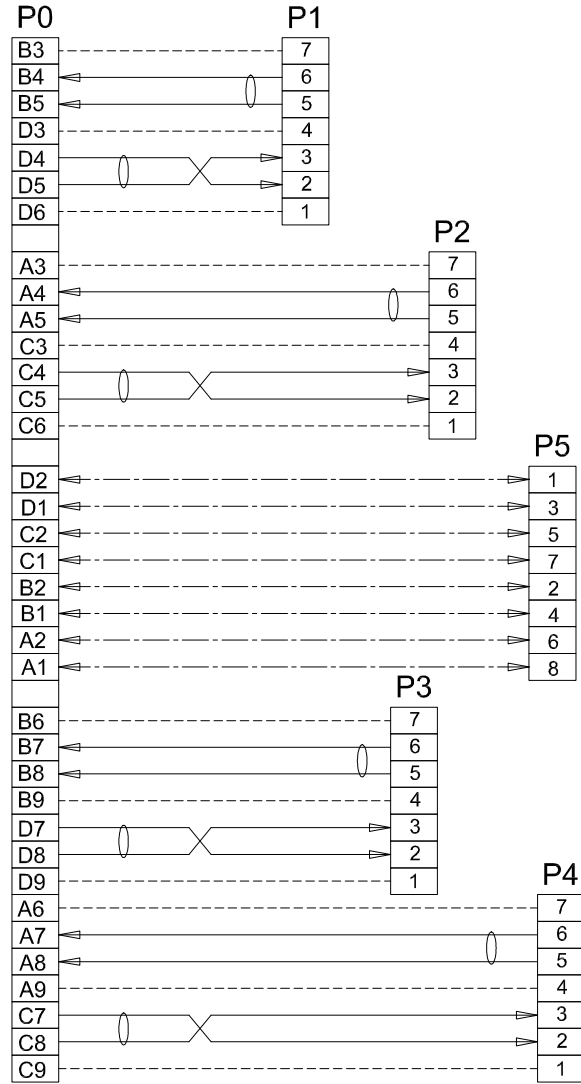 P0 P1
B3 7
B4 6
B5 5
D3 4
D4 3
D5 2
D6 1
P2
A3 7
A4 6
A5 5
C3 4
C4 3
C5 2
C6 1
P5
D2 1
D1 3
C2 5
C1 7
B2 2
B1 4
A2 6
A1 8
P3
B6 7
B7 6
B8 5
B9 4
D7 3
D8 2
D9 1
P4
A6 7
A7 6
A8 5
A9 4
C7 3
C8 2
C9 1